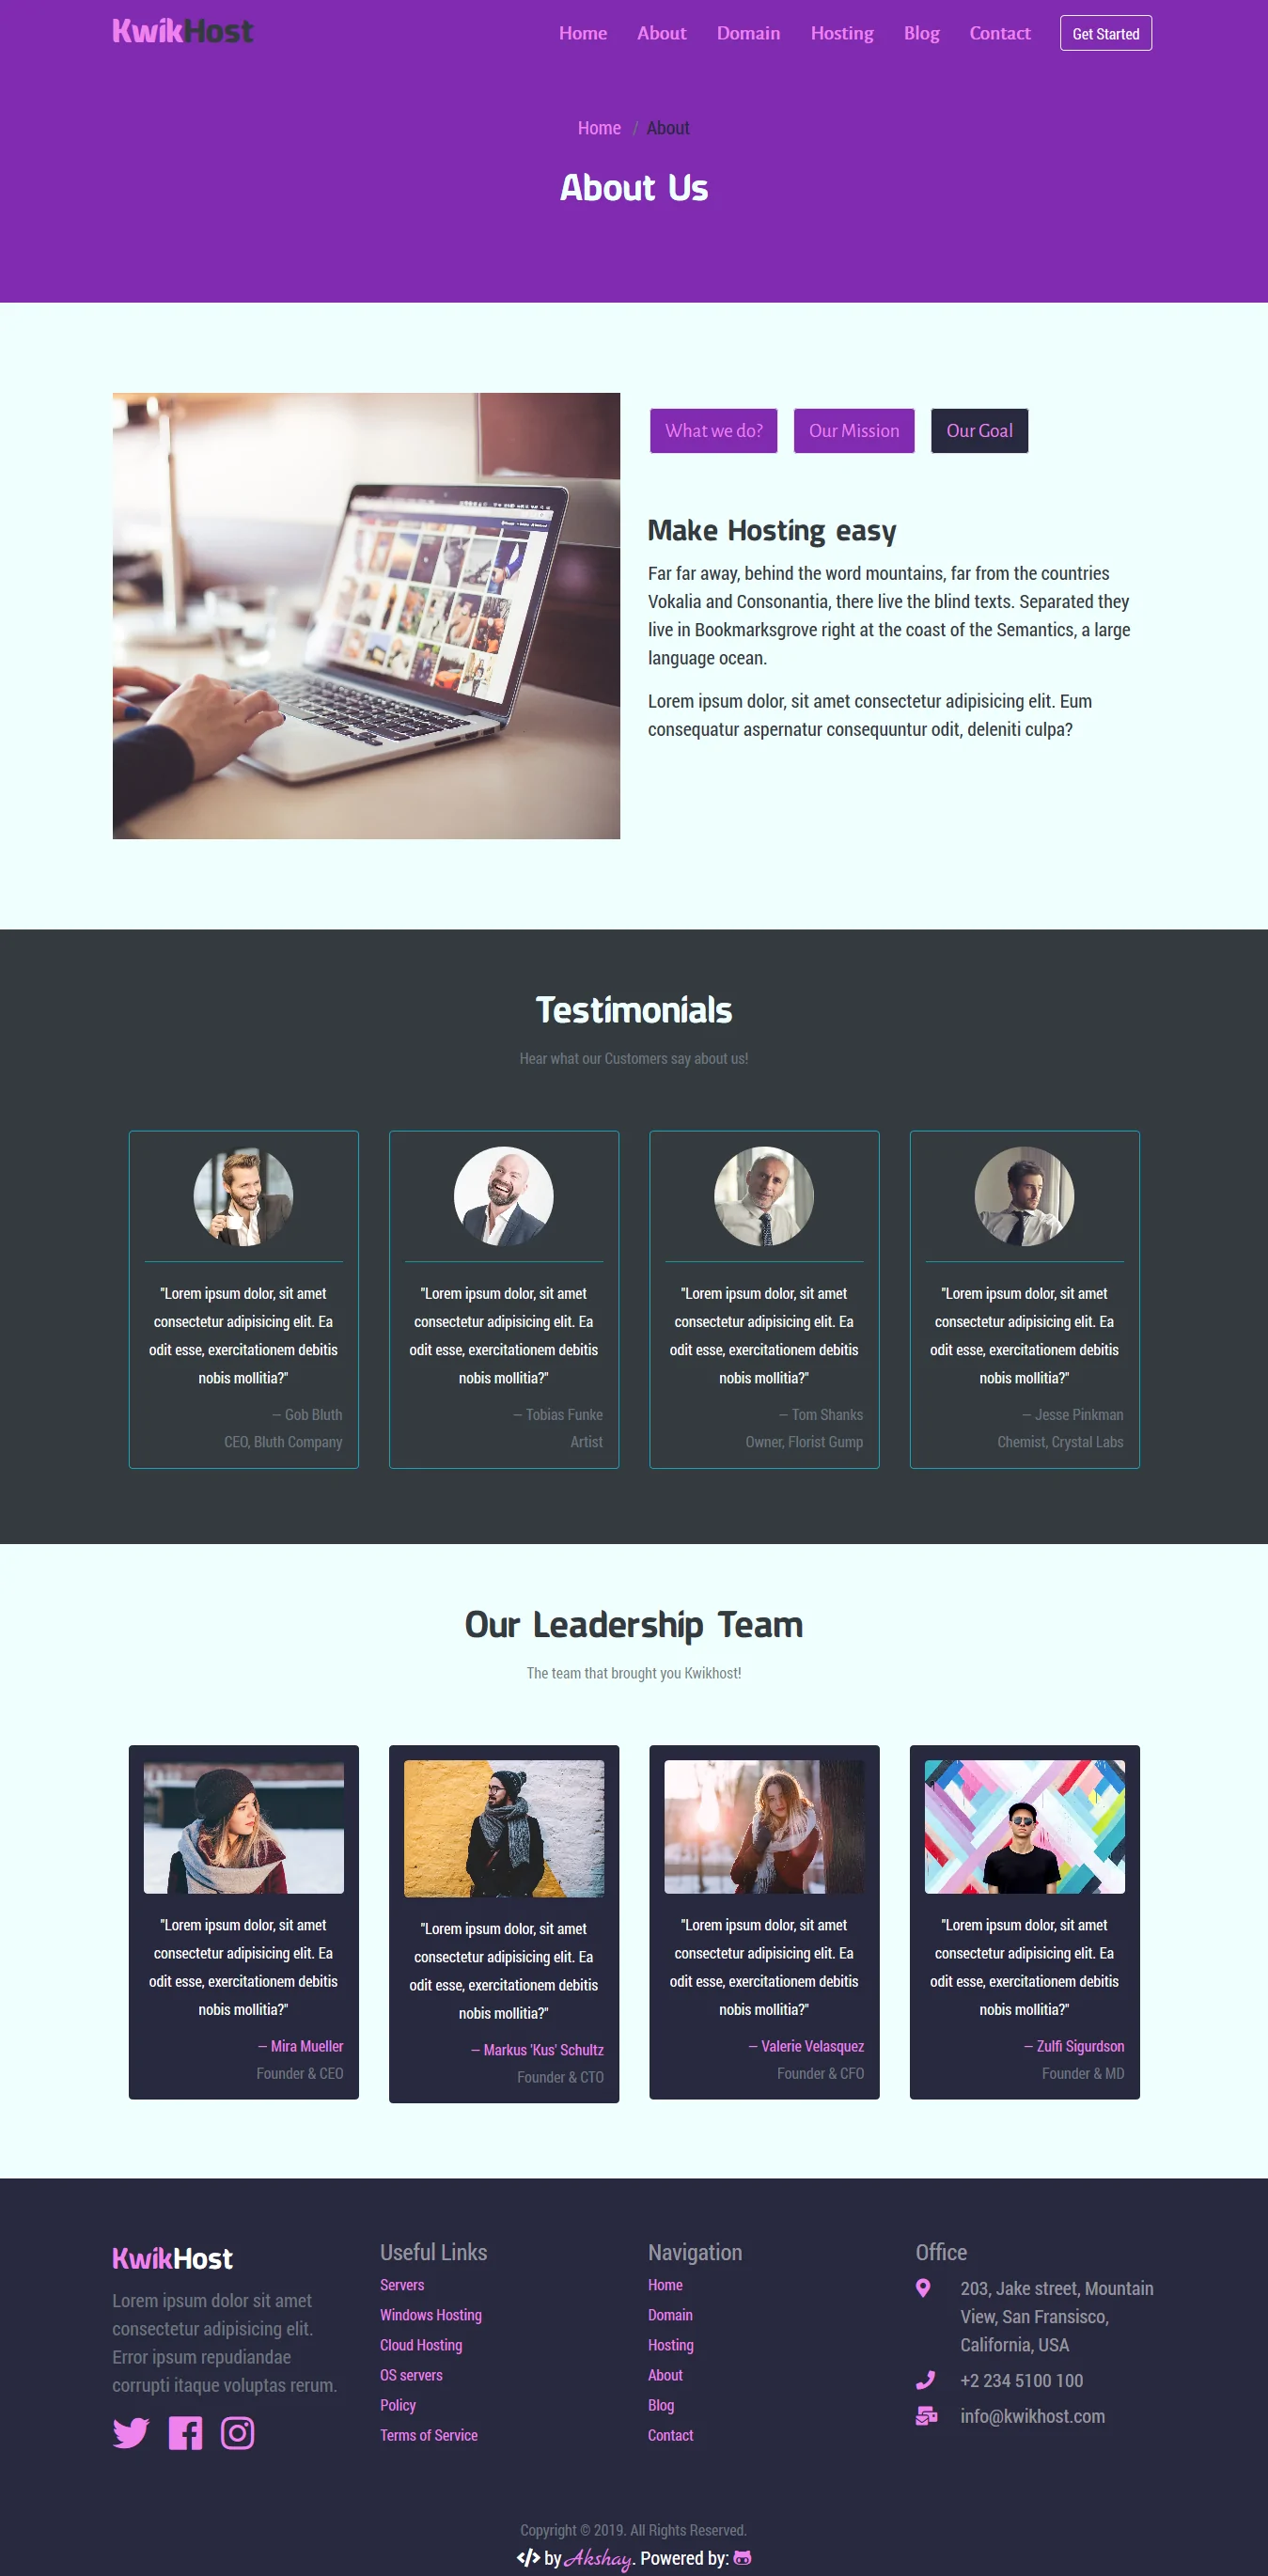 KwikHost
Home
About
Domain
Hosting
Blog
Contact
Get Started
Home / About
About Us
What we do?
Our Mission
Our Goal
Make Hosting easy
Far far away, behind the word mountains, far from the countries
Vokalia and Consonantia, there live the blind texts. Separated they
live in Bookmarksgrove right at the coast of the Semantics, a large
language ocean.
Lorem ipsum dolor, sit amet consectetur adipisicing elit. Eum
consequatur aspernatur consequuntur odit, deleniti culpa?
Testimonials
Hear what our Customers say about us!
"Lorem ipsum dolor, sit amet
consectetur adipisicing elit. Ea
odit esse, exercitationem debitis
nobis mollitia?"
— Gob Bluth
CEO, Bluth Company
"Lorem ipsum dolor, sit amet
consectetur adipisicing elit. Ea
odit esse, exercitationem debitis
nobis mollitia?"
— Tobias Funke
Artist
"Lorem ipsum dolor, sit amet
consectetur adipisicing elit. Ea
odit esse, exercitationem debitis
nobis mollitia?"
— Tom Shanks
Owner, Florist Gump
"Lorem ipsum dolor, sit amet
consectetur adipisicing elit. Ea
odit esse, exercitationem debitis
nobis mollitia?"
— Jesse Pinkman
Chemist, Crystal Labs
Our Leadership Team
The team that brought you Kwikhost!
"Lorem ipsum dolor, sit amet
consectetur adipisicing elit. Ea
odit esse, exercitationem debitis
nobis mollitia?"
— Mira Mueller
Founder & CEO
"Lorem ipsum dolor, sit amet
consectetur adipisicing elit. Ea
odit esse, exercitationem debitis
nobis mollitia?"
— Markus 'Kus' Schultz
Founder & CTO
"Lorem ipsum dolor, sit amet
consectetur adipisicing elit. Ea
odit esse, exercitationem debitis
nobis mollitia?"
— Valerie Velasquez
Founder & CFO
"Lorem ipsum dolor, sit amet
consectetur adipisicing elit. Ea
odit esse, exercitationem debitis
nobis mollitia?"
— Zulfi Sigurdson
Founder & MD
KwikHost
Lorem ipsum dolor sit amet
consectetur adipisicing elit.
Error ipsum repudiandae
corrupti itaque voluptas rerum.
Useful Links
Servers
Windows Hosting
Cloud Hosting
OS servers
Policy
Terms of Service
Navigation
Home
Domain
Hosting
About
Blog
Contact
Office
203, Jake street, Mountain
View, San Fransisco,
California, USA
+2 234 5100 100
info@kwikhost.com
Copyright © 2019. All Rights Reserved.
</> by Akshay. Powered by: